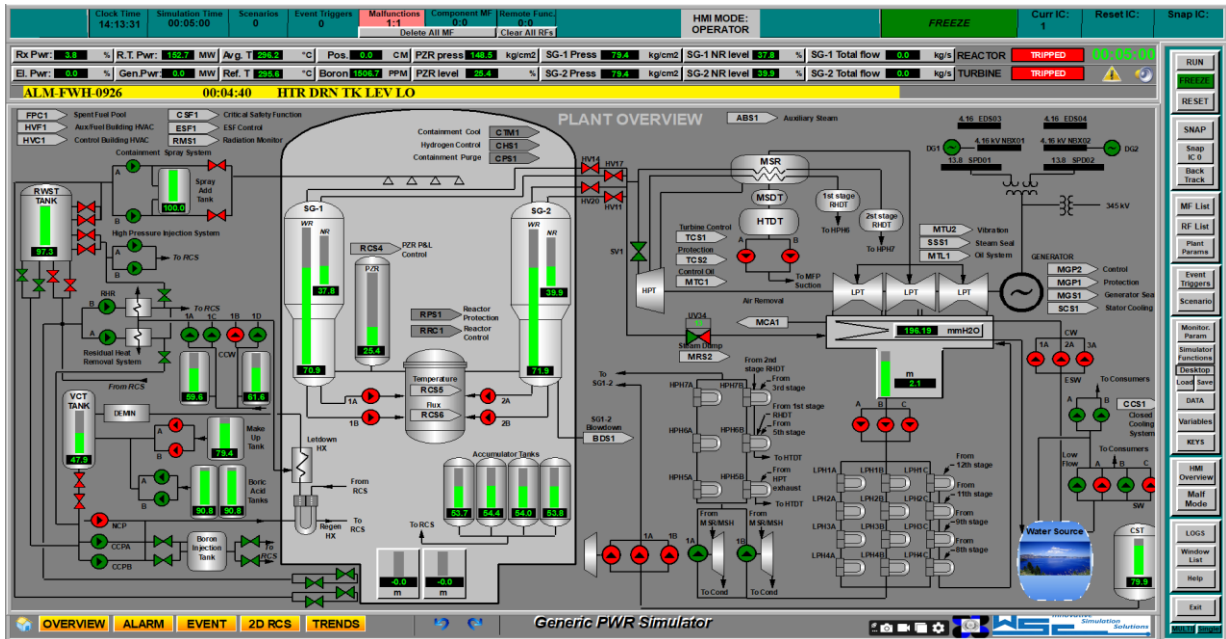 Clock Time Simulation Time Scenarios Event Triggers Malfunctions Component MF Remote Func.
14:13:31 00:05:00 0 0 1:1 0:0 0:0
Delete All MF Clear All RFs
HMI MODE:
OPERATOR
FREEZE
Curr IC: Reset IC: Snap IC:
1
Rx Pwr: 3.8 % R.T. Pwr: 152.7 MW Avg. T 296.2 °C Pos. 0.0 CM PZR press 148.5 kg/cm2 SG-1 Press 79.4 kg/cm2 SG-1 NR level 37.8 % SG-1 Total flow 0.0 kg/s REACTOR TRIPPED 00:05:00
El. Pwr: 0.0 % Gen.Pwr: 0.0 MW Ref. T 295.6 °C Boron 1506.7 PPM PZR level 25.4 % SG-2 Press 79.4 kg/cm2 SG-2 NR level 39.9 % SG-2 Total flow 0.0 kg/s TURBINE TRIPPED
ALM-FWH-0926 00:04:40 HTR DRN TK LEV LO
PLANT OVERVIEW
FPC1 Spent Fuel Pool
HVF1 Aux/Fuel Building HVAC
HVC1 Control Building HVAC
CSF1 Critical Safety Function
ESF1 ESF Control
RMS1 Radiation Monitor
Containment Spray System
RWST
TANK
97.3
A
B
Spray
Add
Tank
100.0
High Pressure Injection System
A
B
To RCS
RHR
B
A
To RCS
Residual Heat
Removal System
From RCS
1A 1C 1B 1D
CCW
59.6
61.6
VCT
TANK
47.9
DEMIN
A
B
Make
Up
Tank
79.4
A
B
Boric
Acid
Tanks
90.8
90.8
NCP
CCPA
CCPB
Boron
Injection
Tank
To
RCS
Containment Cool CTM1
Hydrogen Control CHS1
Containment Purge CPS1
SG-1
WR
NR
37.8
70.9
RCS4 PZR P&L
Control
PZR
25.4
RPS1 Reactor
Protection
RRC1 Reactor
Control
SG-2
WR
NR
39.9
71.9
Temperature
RCS5
Flux
RCS6
1A
1B
2A
2B
Letdown
HX
From
RCS
To
RCS
Regen
HX
Accumulator Tanks
53.7
54.4
54.0
53.8
To RCS
-0.0
m
-0.0
m
HV14
HV17
HV20
HV11
ABS1 Auxiliary Steam
MSR
MSDT
HTDT
A B
1st stage
RHDT
2nd stage
RHDT
To HPH6
To HPH7
SV1
Turbine Control
TCS1
Protection
TCS2
Control Oil
MTC1
To MFP
Suction
HPT
LPT
LPT
LPT
Air Removal
MCA1
UV34
Steam Dump
MRS2
MTU2 Vibration
SSS1 Steam Seal
MTL1 Oil System
4.16 EDS03
4.16 EDS04
DG1
4.16 kV NBX01
4.16 kV NBX02
DG2
13.8 SPD01
13.8 SPD02
345 kV
GENERATOR
MGP2 Control
MGP1 Protection
MGS1 Generator Sea
SCS1 Stator Cooling
196.19 mmH2O
m
2.1
CW
1A 2A 3A
ESW
To Consumers
A B
CCS1
Closed
Cooling
System
To Consumers
Low
Flow
A B C
SW
To
SG1-2
SG1-2
Blowdown
BDS1
From 2nd
stage RHDT
HPH7A HPH7B
From
3rd stage
From 1st stage
RHDT
HPH6A HPH6B
From
5th stage
To HTDT
HPH5A HPH5B
From
HPT
exhaust
To HTDT
A B C
LPH1A LPH1B LPH1C
From
12th stage
LPH2A LPH2B LPH2C
From
11th stage
LPH3A LPH3B LPH3C
From
9th stage
LPH4A LPH4B LPH4C
1A 1B
From
MSR/MSH
From
MSR/MSH
1A
1B
To Cond
To Cond
Water Source
CST
79.9
RUN
FREEZE
RESET
SNAP
Snap
IC 0
Back
Track
MF List
RF List
Plant
Params
Event
Triggers
Scenario
Monitor.
Param
Simulator
Functions
Desktop
Load Save
DATA
Variables
KEYS
HMI
Overview
Malf
Mode
LOGS
Window
List
Help
Exit
MULTI Single
OVERVIEW ALARM EVENT 2D RCS TRENDS
Generic PWR Simulator
WSC
Simulation
Solutions